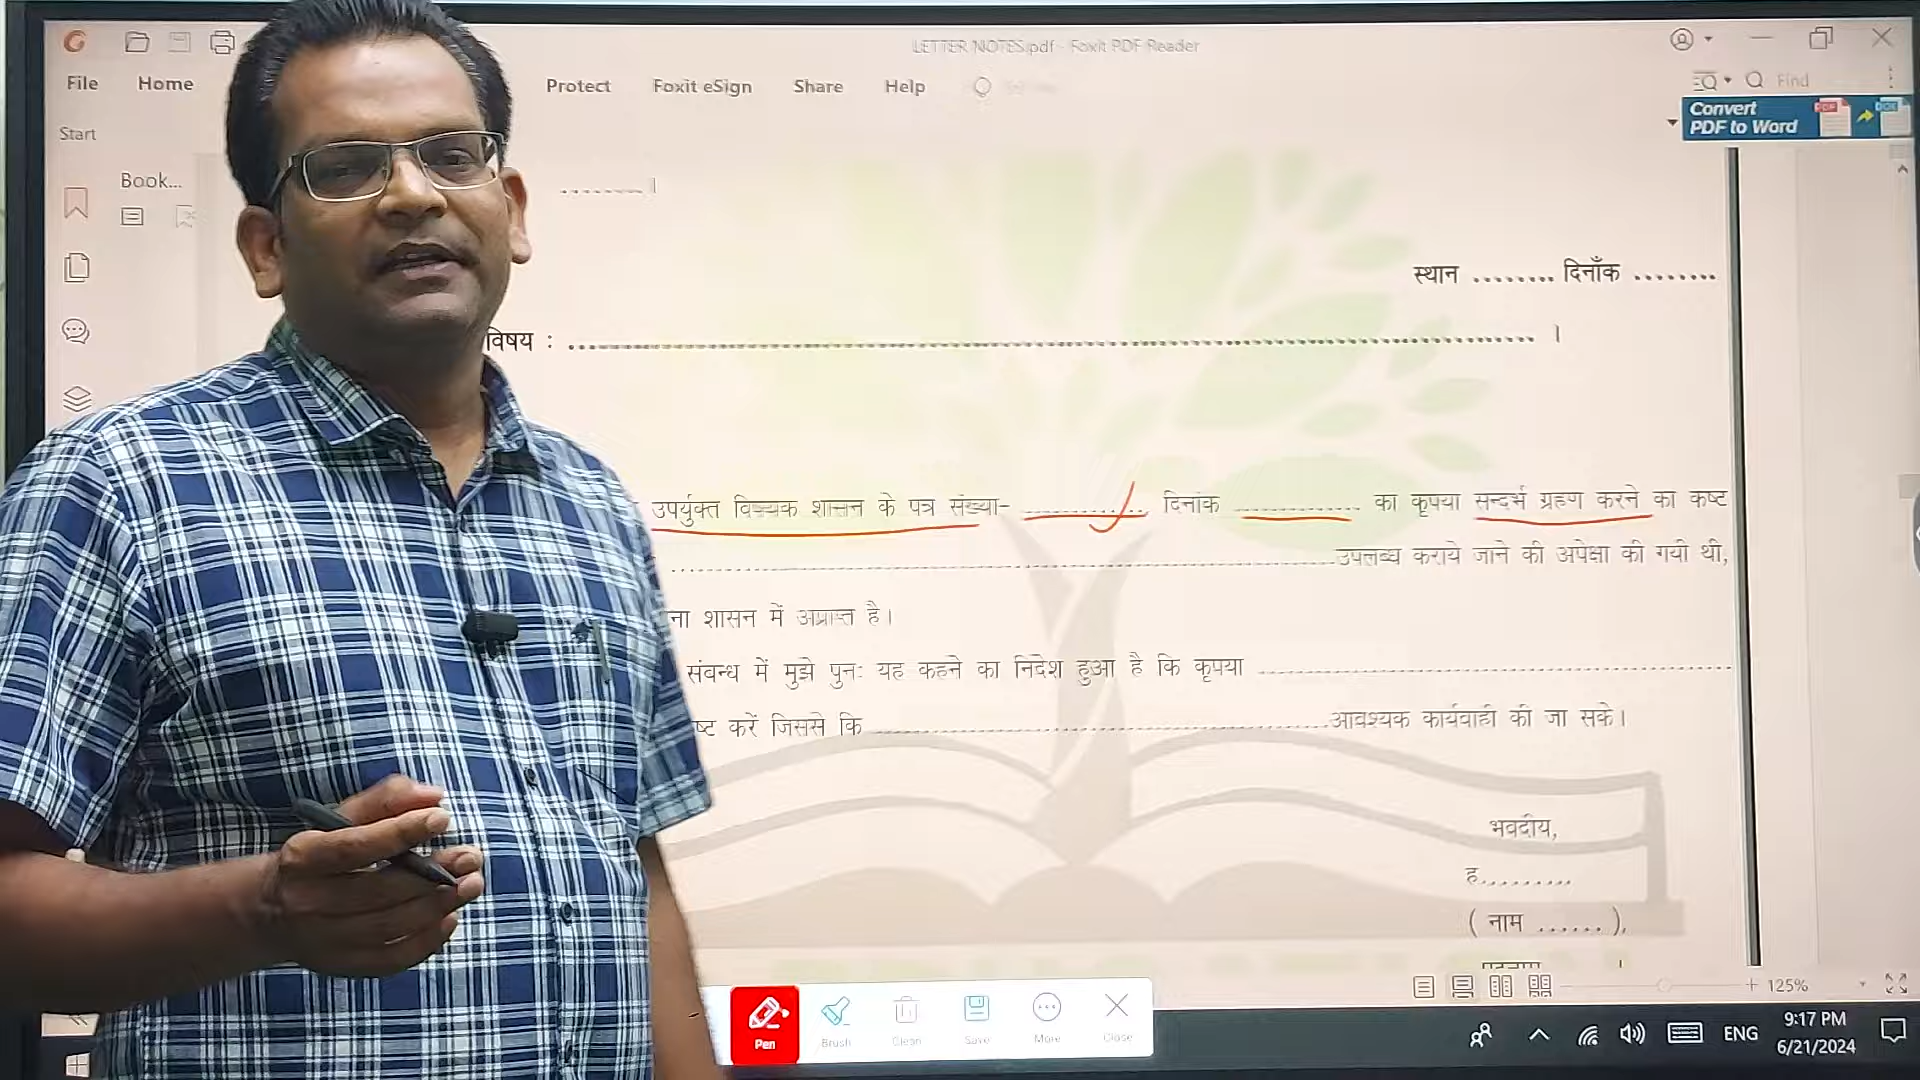 LETTER NOTES.pdf - Foxit PDF Reader
File Home Protect Foxit eSign Share Help
Find
Convert
PDF to Word
Start
Book...
........।
स्थान ........ दिनाँक ........
विषय : ........................................................ ।
उपर्युक्त विषयक शासन के पत्र संख्या- ............ दिनांक ............ का कृपया सन्दर्भ ग्रहण करने का कष्ट
........................................................उपलब्ध कराये जाने की अपेक्षा की गयी थी,
ना शासन में अप्राप्त है।
संबन्ध में मुझे पुनः यह कहने का निदेश हुआ है कि कृपया ........................................
ष्ट करें जिससे कि ........................................आवश्यक कार्यवाही की जा सके।
भवदीय,
ह.........
( नाम ...... ),
125%
Pen Brush Clean Save More Close
ENG
9:17 PM
6/21/2024